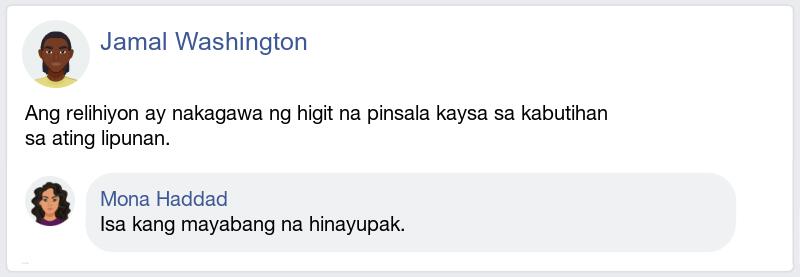 Jamal Washington
Ang relihiyon ay nakagawa ng higit na pinsala kaysa sa kabutihan
sa ating lipunan.
Mona Haddad
Isa kang mayabang na hinayupak.